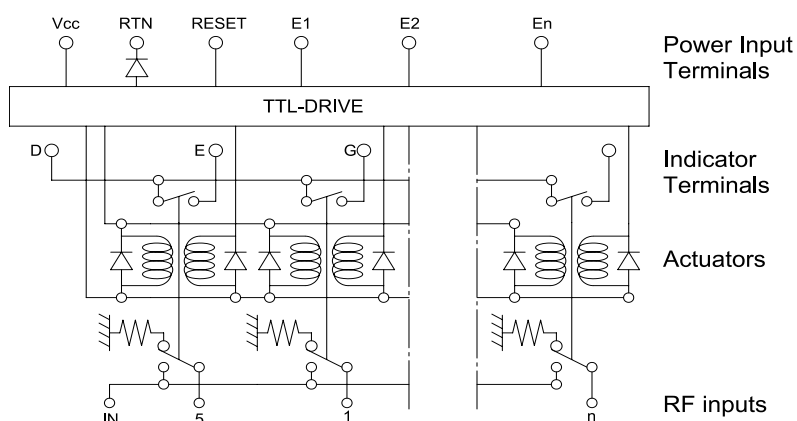 Vcc RTN RESET E1 E2 En
Power Input
Terminals
TTL-DRIVE
D E G
Indicator
Terminals
Actuators
IN 5 1 n
RF inputs